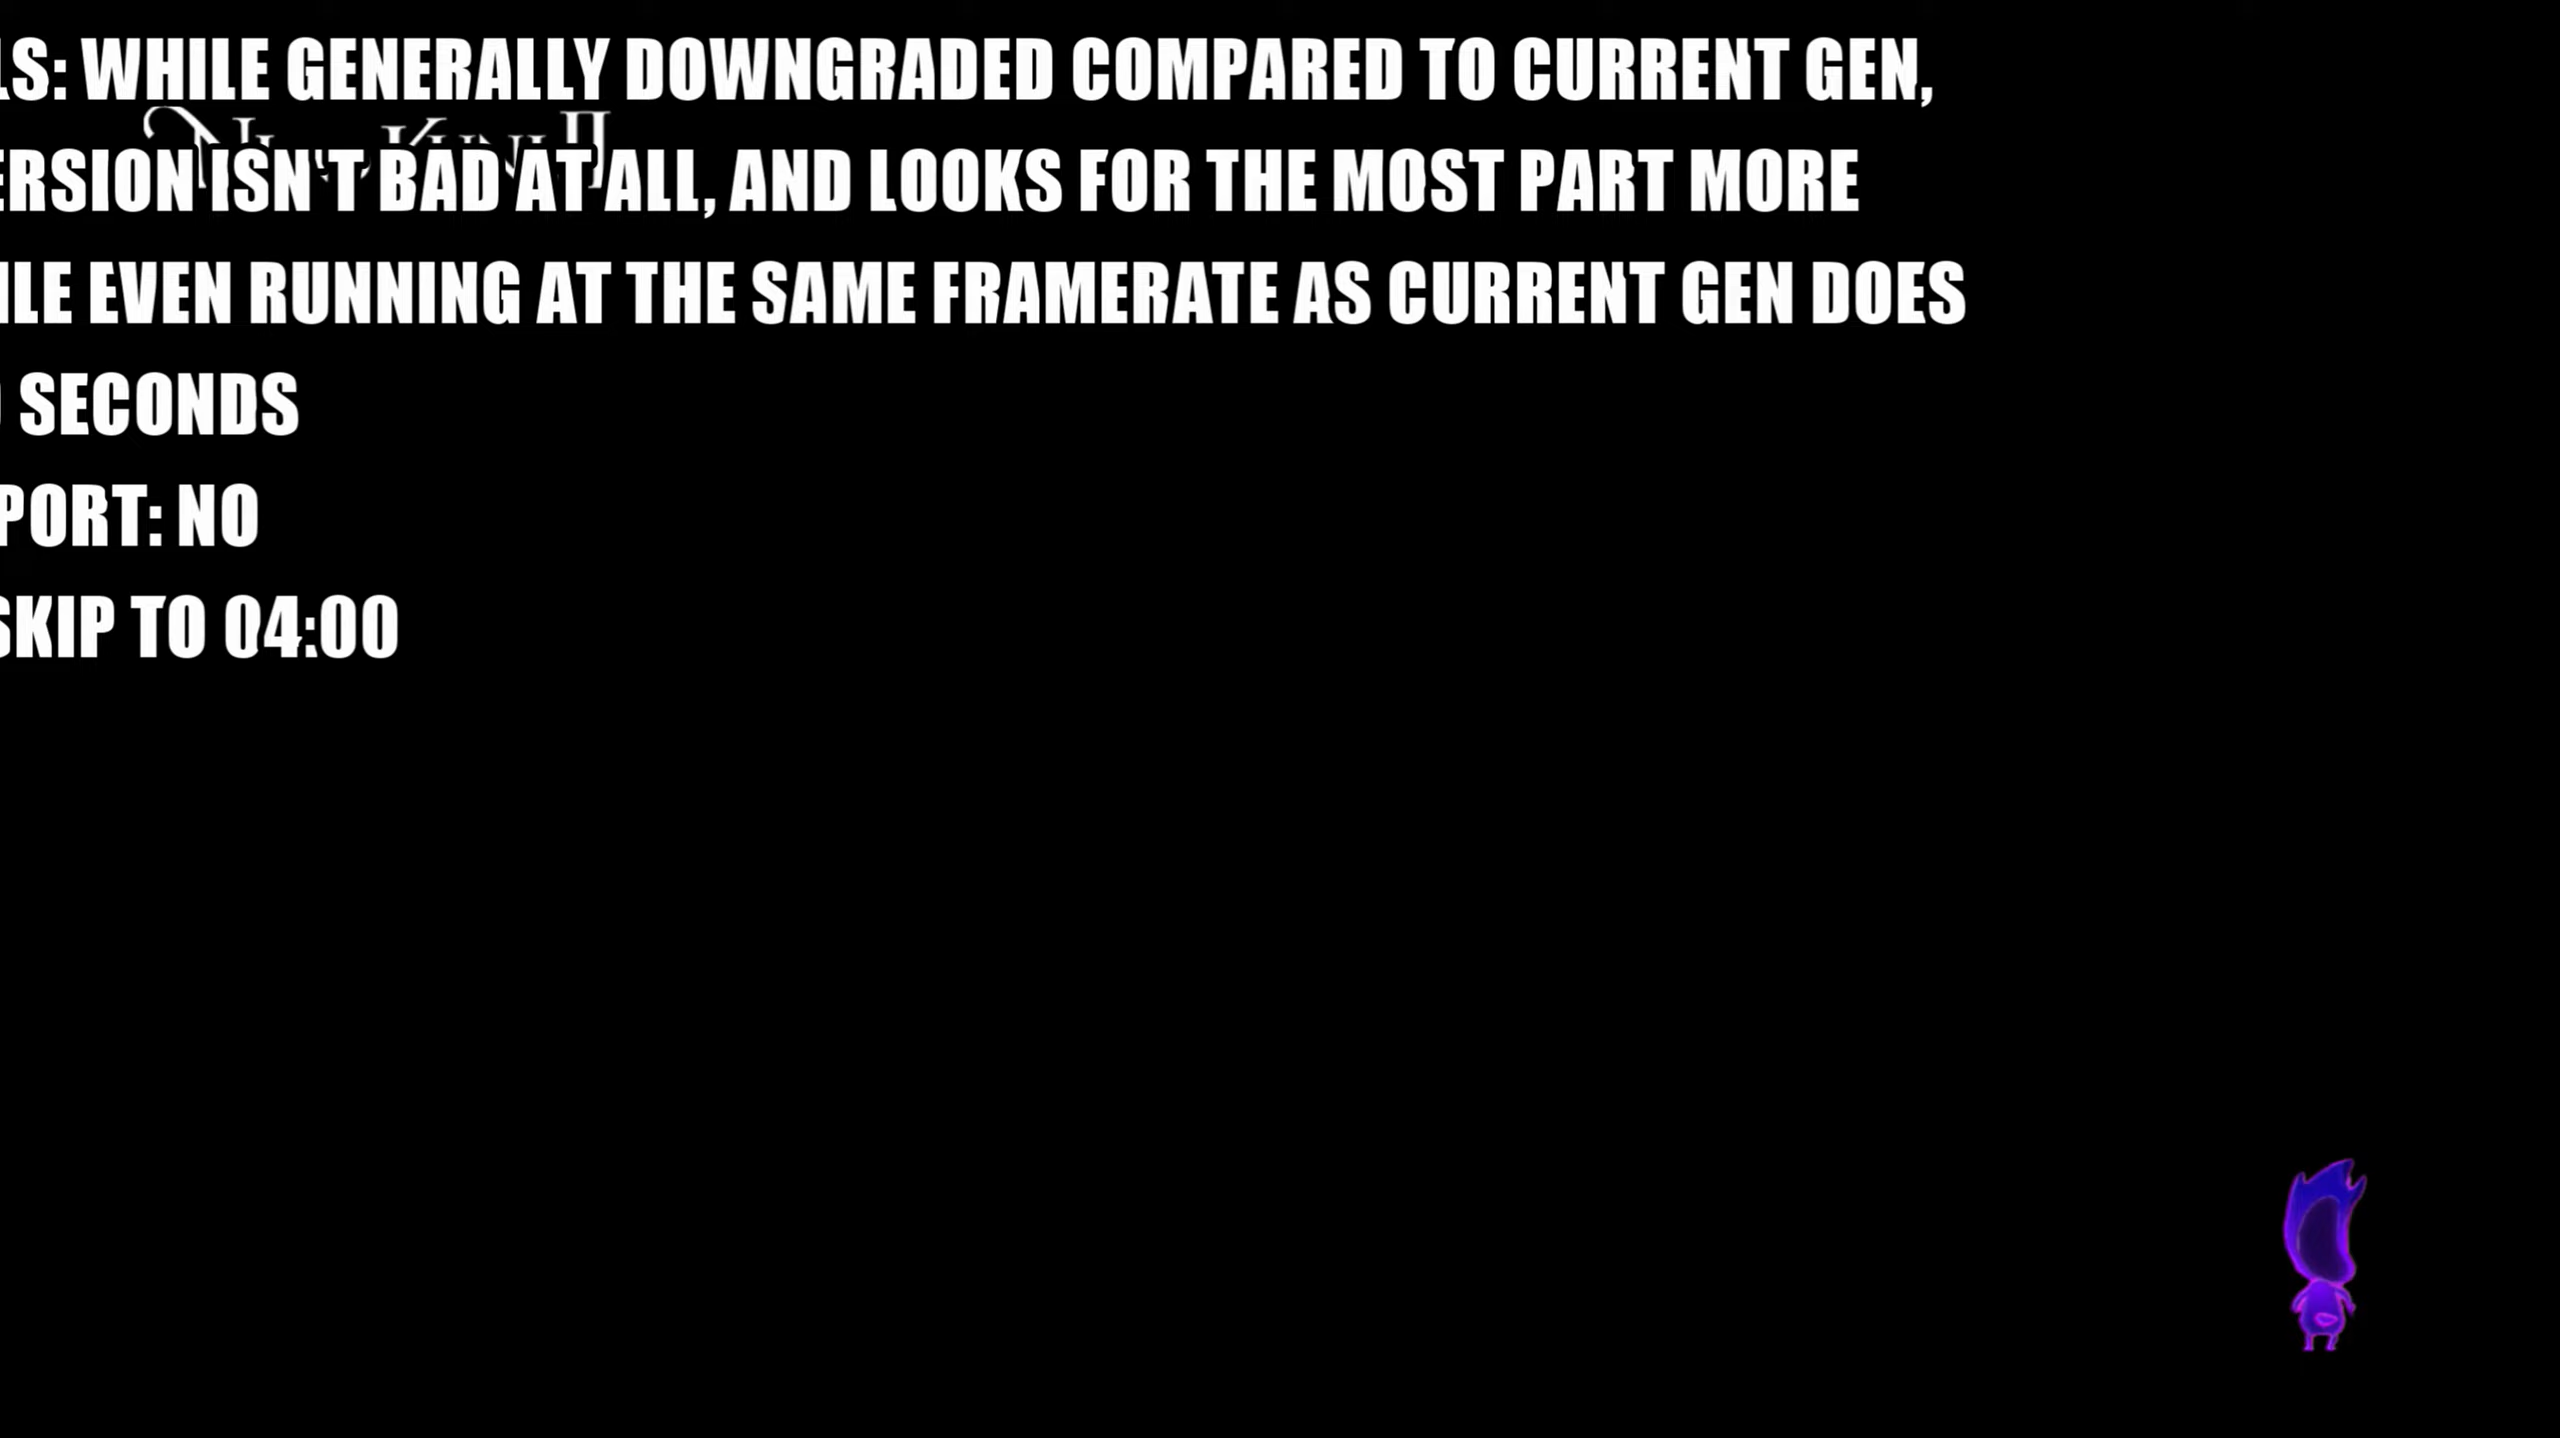 LS: WHILE GENERALLY DOWNGRADED COMPARED TO CURRENT GEN,
ERSION ISN'T BAD AT ALL, AND LOOKS FOR THE MOST PART MORE
ILE EVEN RUNNING AT THE SAME FRAMERATE AS CURRENT GEN DOES
SECONDS
PORT: NO
SKIP TO 04:00